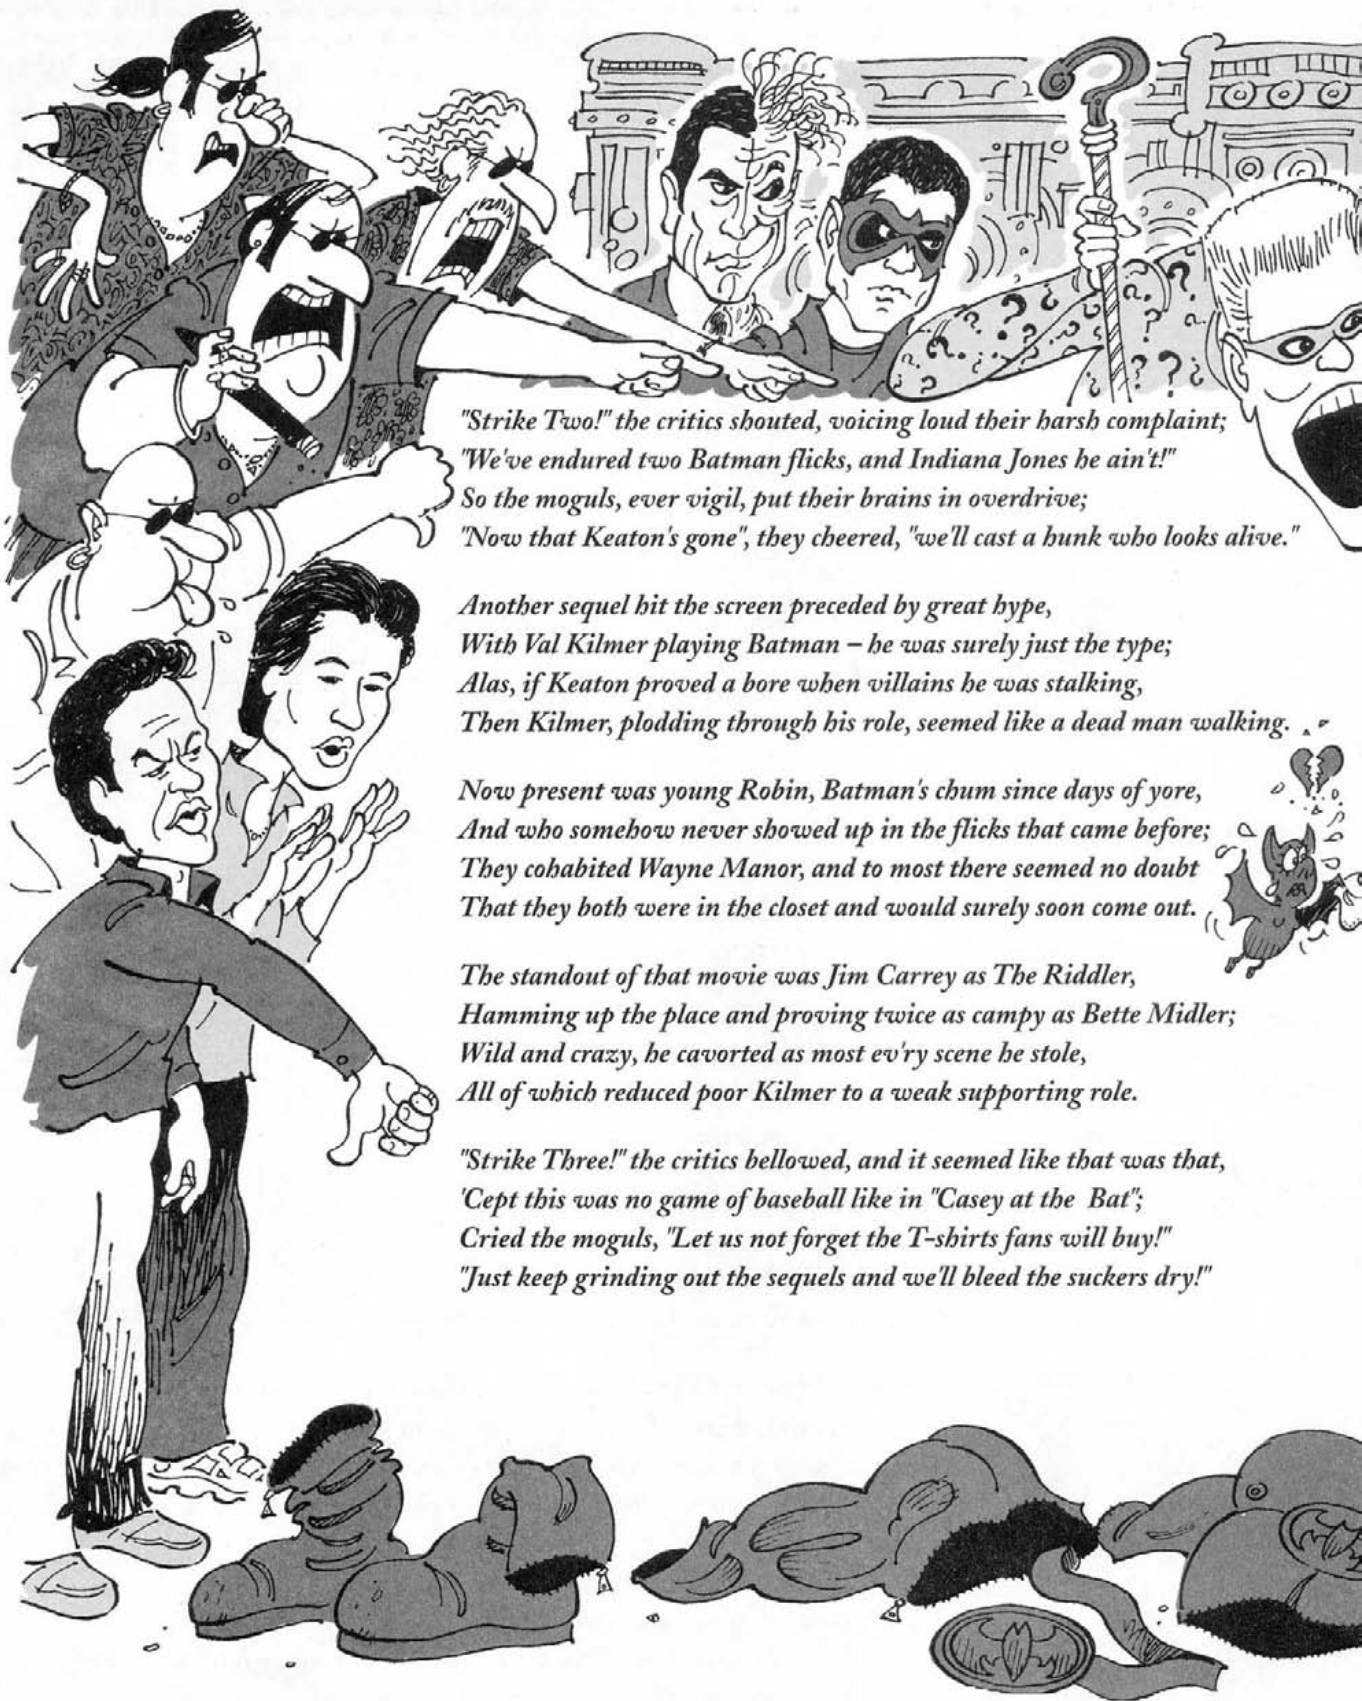 "Strike Two!" the critics shouted, voicing loud their harsh complaint;
"We've endured two Batman flicks, and Indiana Jones he ain't!"
So the moguls, ever vigil, put their brains in overdrive;
"Now that Keaton's gone", they cheered, "we'll cast a hunk who looks alive."
Another sequel hit the screen preceded by great hype,
With Val Kilmer playing Batman – he was surely just the type;
Alas, if Keaton proved a bore when villains he was stalking,
Then Kilmer, plodding through his role, seemed like a dead man walking.
Now present was young Robin, Batman's chum since days of yore,
And who somehow never showed up in the flicks that came before;
They cohabited Wayne Manor, and to most there seemed no doubt
That they both were in the closet and would surely soon come out.
The standout of that movie was Jim Carrey as The Riddler,
Hamming up the place and proving twice as campy as Bette Midler;
Wild and crazy, he cavorted as most ev'ry scene he stole,
All of which reduced poor Kilmer to a weak supporting role.
"Strike Three!" the critics bellowed, and it seemed like that was that,
'Cept this was no game of baseball like in "Casey at the Bat";
Cried the moguls, "Let us not forget the T-shirts fans will buy!"
"Just keep grinding out the sequels and we'll bleed the suckers dry!"